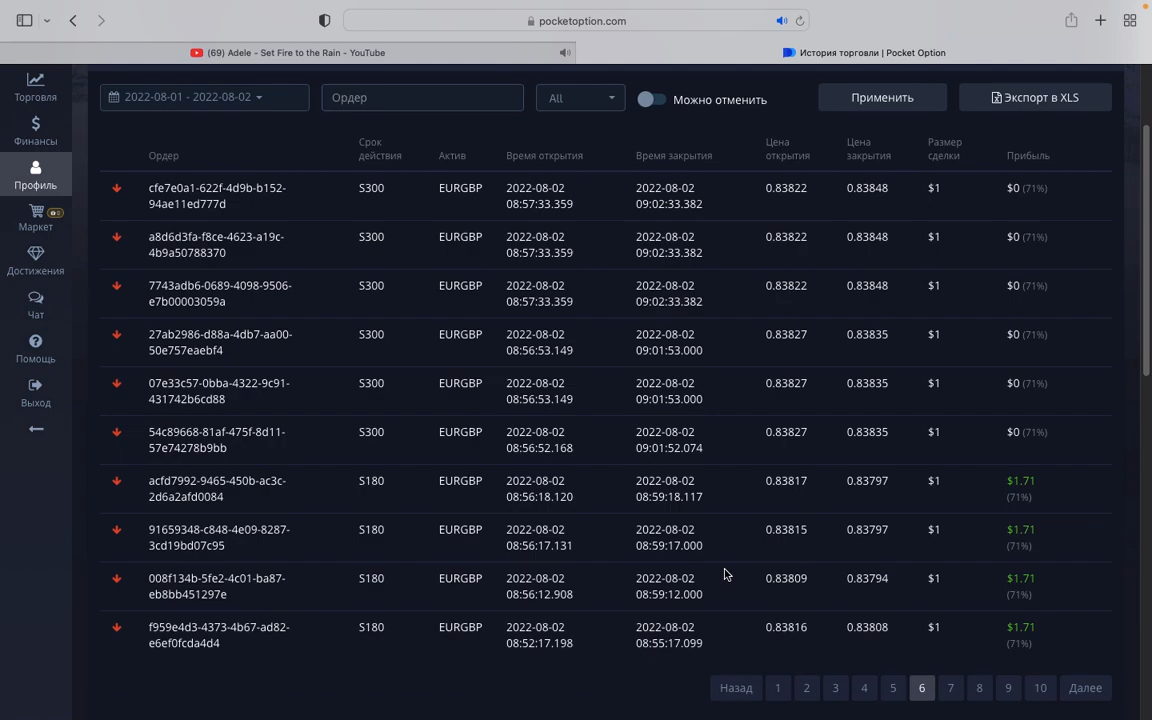 pocketoption.com
(69) Adele - Set Fire to the Rain - YouTube
История торговли | Pocket Option
Торговля
Финансы
Профиль
Маркет
Достижения
Чат
Помощь
Выход
2022-08-01 - 2022-08-02
Ордер
All
Можно отменить
Применить
Экспорт в XLS
Ордер
Срок действия
Актив
Время открытия
Время закрытия
Цена открытия
Цена закрытия
Размер сделки
Прибыль
cfe7e0a1-622f-4d9b-b152-94ae11ed777d S300 EURGBP 2022-08-02 08:57:33.359 2022-08-02 09:02:33.382 0.83822 0.83848 $1 $0 (71%)
a8d6d3fa-f8ce-4623-a19c-4b9a50788370 S300 EURGBP 2022-08-02 08:57:33.359 2022-08-02 09:02:33.382 0.83822 0.83848 $1 $0 (71%)
7743adb6-0689-4098-9506-e7b00003059a S300 EURGBP 2022-08-02 08:57:33.359 2022-08-02 09:02:33.382 0.83822 0.83848 $1 $0 (71%)
27ab2986-d88a-4db7-aa00-50e757eaebf4 S300 EURGBP 2022-08-02 08:56:53.149 2022-08-02 09:01:53.000 0.83827 0.83835 $1 $0 (71%)
07e33c57-0bba-4322-9c91-431742b6cd88 S300 EURGBP 2022-08-02 08:56:53.149 2022-08-02 09:01:53.000 0.83827 0.83835 $1 $0 (71%)
54c89668-81af-475f-8d11-57e74278b9bb S300 EURGBP 2022-08-02 08:56:52.168 2022-08-02 09:01:52.074 0.83827 0.83835 $1 $0 (71%)
acfd7992-9465-450b-ac3c-2d6a2afd0084 S180 EURGBP 2022-08-02 08:56:18.120 2022-08-02 08:59:18.117 0.83817 0.83797 $1 $1.71 (71%)
91659348-c848-4e09-8287-3cd19bd07c95 S180 EURGBP 2022-08-02 08:56:17.131 2022-08-02 08:59:17.000 0.83815 0.83797 $1 $1.71 (71%)
008f134b-5fe2-4c01-ba87-eb8bb451297e S180 EURGBP 2022-08-02 08:56:12.908 2022-08-02 08:59:12.000 0.83809 0.83794 $1 $1.71 (71%)
f959e4d3-4373-4b67-ad82-e6ef0fcda4d4 S180 EURGBP 2022-08-02 08:52:17.198 2022-08-02 08:55:17.099 0.83816 0.83808 $1 $1.71 (71%)
Назад 1 2 3 4 5 6 7 8 9 10 Далее